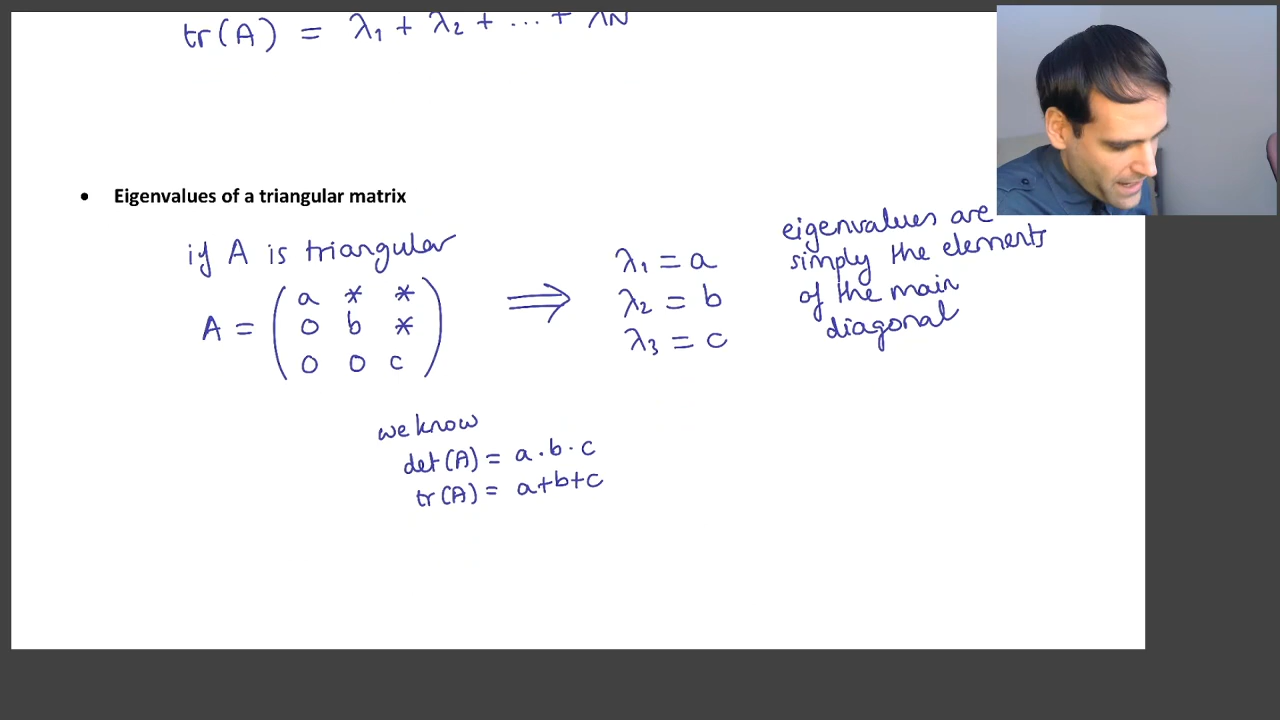 tr(A) = λ1 + λ2 + ... + λN
• Eigenvalues of a triangular matrix
if A is triangular
A = ( a * *
0 b *
0 0 c )
⟹
λ1 = a
λ2 = b
λ3 = c
eigenvalues are
simply the elements
of the main
diagonal
we know
det(A) = a.b.c
tr(A) = a+b+c